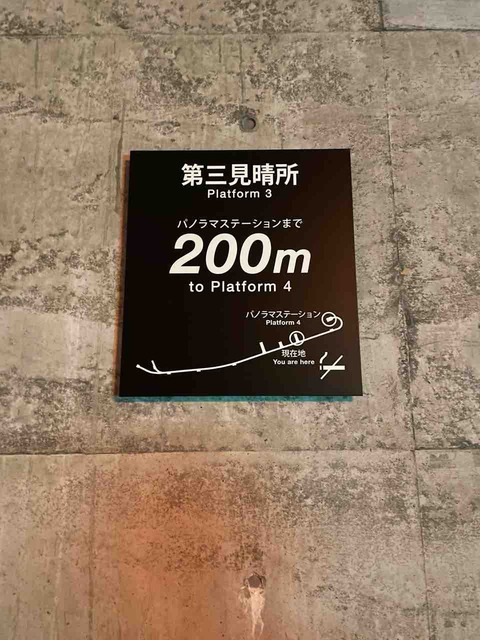 第三見晴所
Platform 3
パノラマステーションまで
200m
to Platform 4
パノラマステーション
Platform 4
現在地
You are here